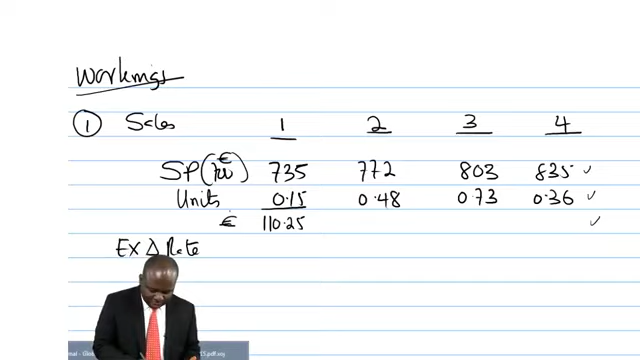 Workings
① Sales 1 2 3 4
SP(€) 735 772 803 835 ✓
Units 0.15 0.48 0.73 0.36 ✓
€ 110.25 ✓
EX Δ Rate